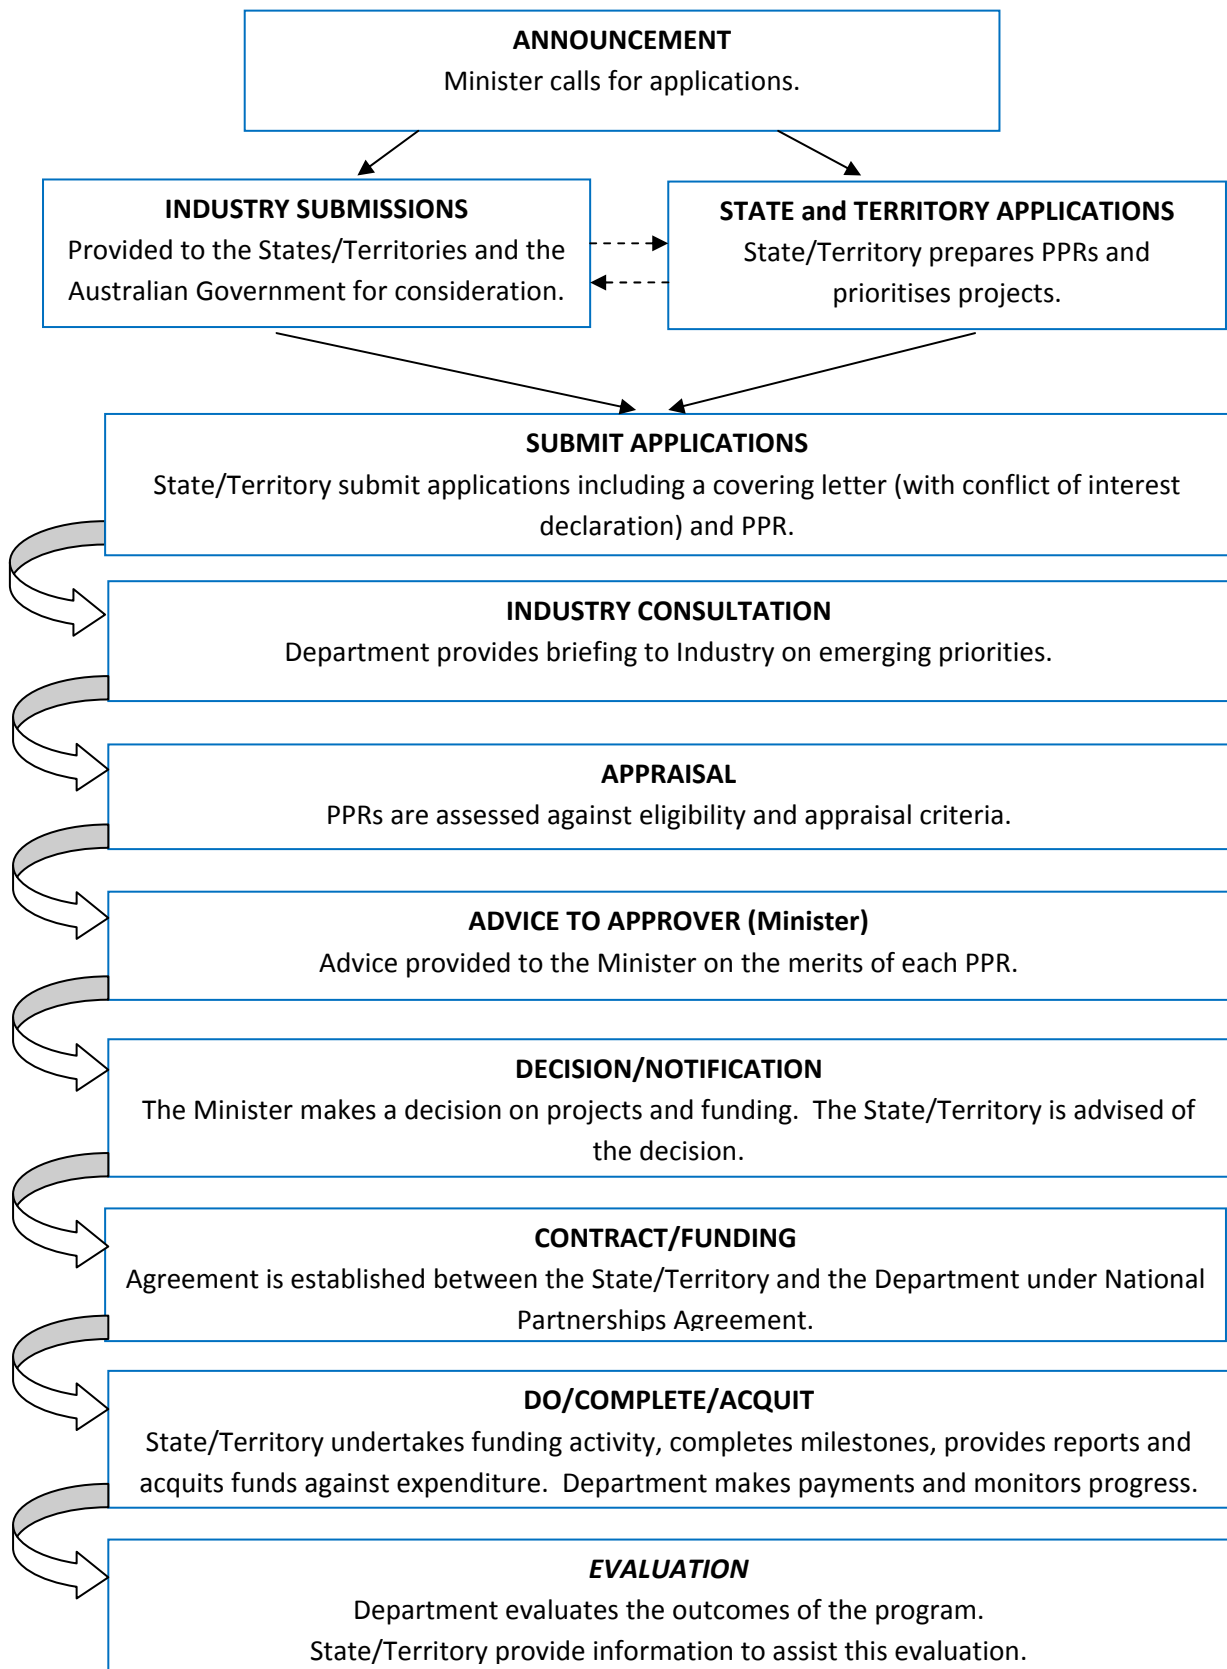 ANNOUNCEMENT
Minister calls for applications.
INDUSTRY SUBMISSIONS
Provided to the States/Territories and the
Australian Government for consideration.
STATE and TERRITORY APPLICATIONS
State/Territory prepares PPRs and
prioritises projects.
SUBMIT APPLICATIONS
State/Territory submit applications including a covering letter (with conflict of interest
declaration) and PPR.
INDUSTRY CONSULTATION
Department provides briefing to Industry on emerging priorities.
APPRAISAL
PPRs are assessed against eligibility and appraisal criteria.
ADVICE TO APPROVER (Minister)
Advice provided to the Minister on the merits of each PPR.
DECISION/NOTIFICATION
The Minister makes a decision on projects and funding.  The State/Territory is advised of
the decision.
CONTRACT/FUNDING
Agreement is established between the State/Territory and the Department under National
Partnerships Agreement.
DO/COMPLETE/ACQUIT
State/Territory undertakes funding activity, completes milestones, provides reports and
acquits funds against expenditure.  Department makes payments and monitors progress.
EVALUATION
Department evaluates the outcomes of the program.
State/Territory provide information to assist this evaluation.